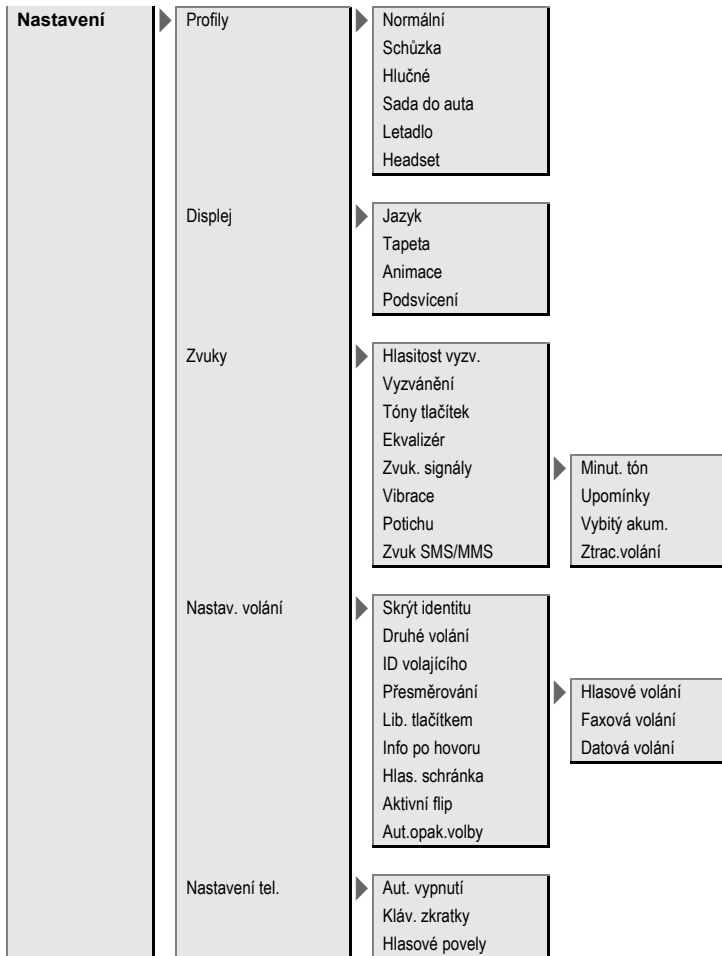 Nastavení
Profily
Normální
Schůzka
Hlučné
Sada do auta
Letadlo
Headset
Displej
Jazyk
Tapeta
Animace
Podsvícení
Zvuky
Hlasitost vyzv.
Vyzvánění
Tóny tlačítek
Ekvalizér
Zvuk. signály
Minut. tón
Upomínky
Vybitý akum.
Ztrac.volání
Vibrace
Potichu
Zvuk SMS/MMS
Nastav. volání
Skrýt identitu
Druhé volání
ID volajícího
Přesměrování
Hlasové volání
Faxová volání
Datová volání
Lib. tlačítkem
Info po hovoru
Hlas. schránka
Aktivní flip
Aut.opak.volby
Nastavení tel.
Aut. vypnutí
Kláv. zkratky
Hlasové povely